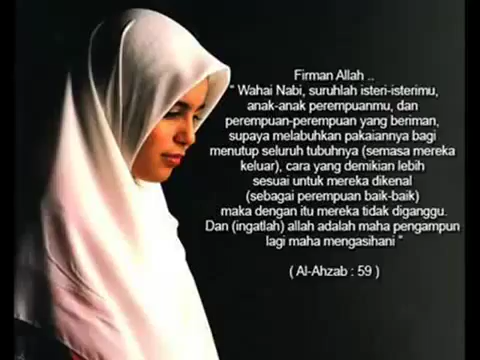 Firman Allah ..
" Wahai Nabi, suruhlah isteri-isterimu,
anak-anak perempuanmu, dan
perempuan-perempuan yang beriman,
supaya melabuhkan pakaiannya bagi
menutup seluruh tubuhnya (semasa mereka
keluar), cara yang demikian lebih
sesuai untuk mereka dikenal
(sebagai perempuan baik-baik)
maka dengan itu mereka tidak diganggu.
Dan (ingatlah) allah adalah maha pengampun
lagi maha mengasihani "
( Al-Ahzab : 59 )